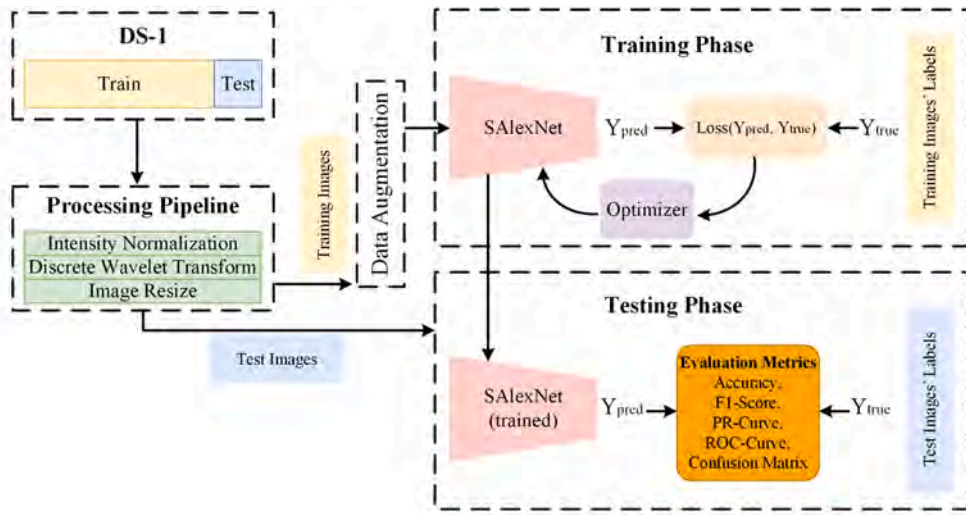 DS-1
Train
Test
Processing Pipeline
Intensity Normalization
Discrete Wavelet Transform
Image Resize
Training Images
Data Augmentation
Test Images
Training Phase
SAlexNet
Ypred
Loss(Ypred, Ytrue)
Ytrue
Optimizer
Training Images' Labels
Testing Phase
SAlexNet
(trained)
Ypred
Evaluation Metrics
Accuracy,
F1-Score,
PR-Curve,
ROC-Curve,
Confusion Matrix
Ytrue
Test Images' Labels